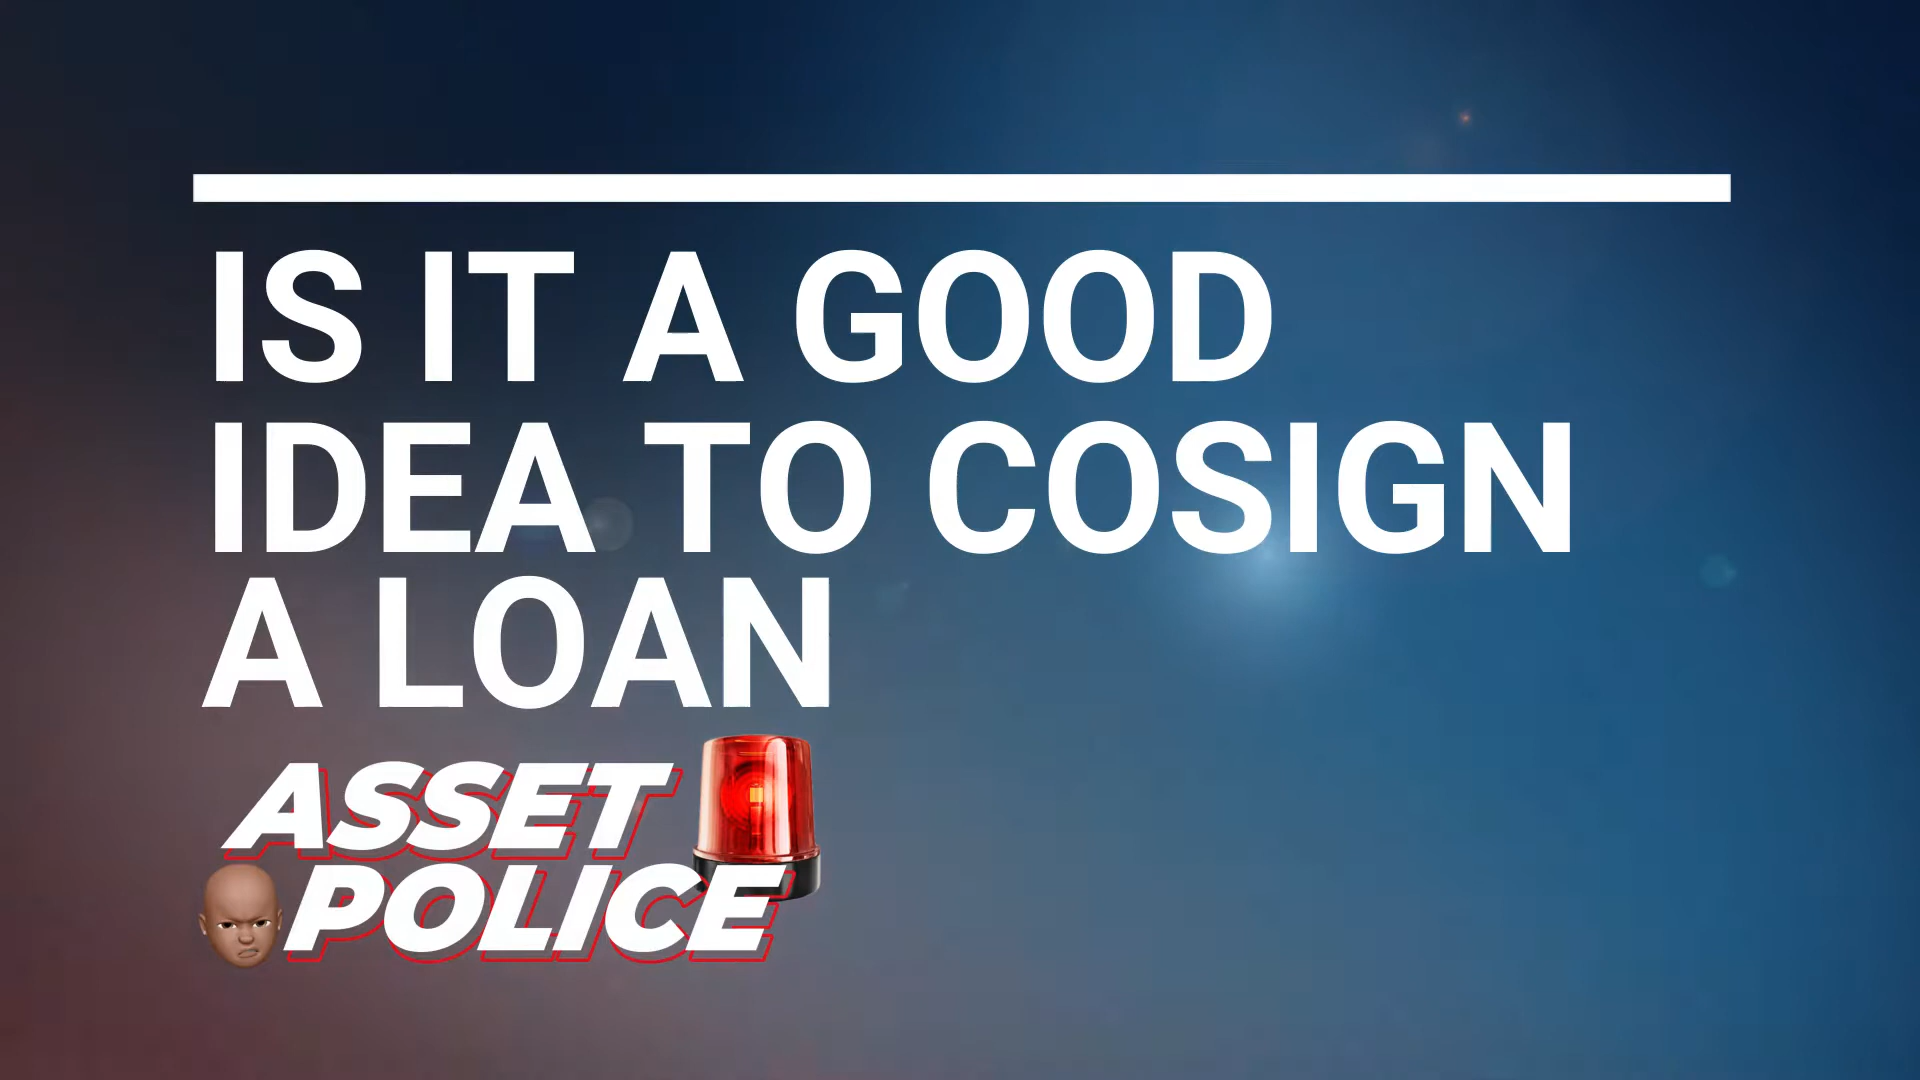 IS IT A GOOD
IDEA TO COSIGN
A LOAN
ASSET
POLICE